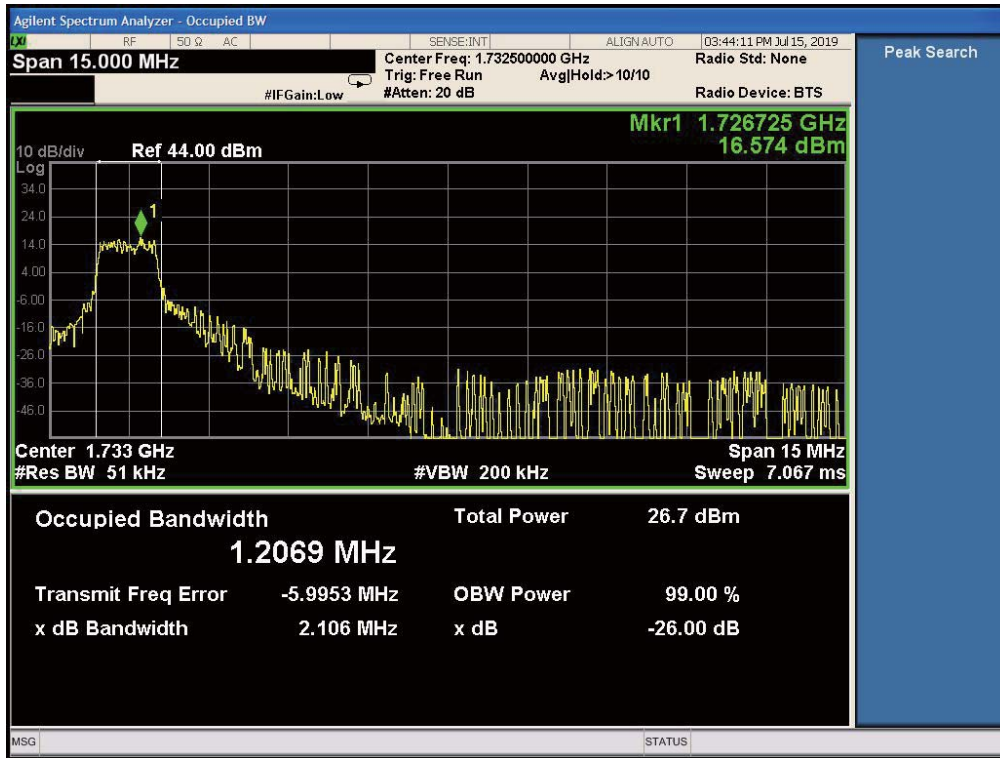 Agilent Spectrum Analyzer - Occupied BW
LXI RF 50 Ω AC SENSE:INT ALIGN AUTO 03:44:11 PM Jul 15, 2019
Span 15.000 MHz
Center Freq: 1.732500000 GHz
Radio Std: None
Trig: Free Run Avg|Hold:> 10/10
#IFGain:Low #Atten: 20 dB Radio Device: BTS
Peak Search
Mkr1 1.726725 GHz
16.574 dBm
10 dB/div Ref 44.00 dBm
Log
34.0
24.0
1
14.0
4.00
-6.00
-16.0
-26.0
-36.0
-46.0
Center 1.733 GHz Span 15 MHz
#Res BW 51 kHz #VBW 200 kHz Sweep 7.067 ms
Occupied Bandwidth Total Power 26.7 dBm
1.2069 MHz
Transmit Freq Error -5.9953 MHz OBW Power 99.00 %
x dB Bandwidth 2.106 MHz x dB -26.00 dB
MSG STATUS